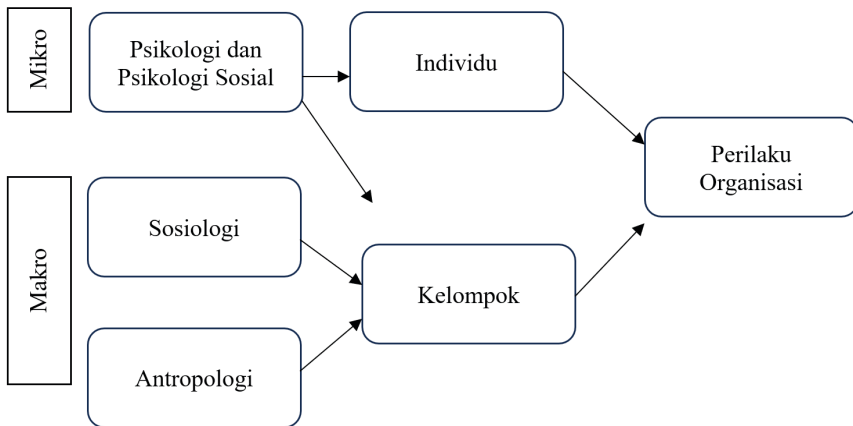 Mikro
Psikologi dan
Psikologi Sosial
Individu
Perilaku
Organisasi
Makro
Sosiologi
Kelompok
Antropologi